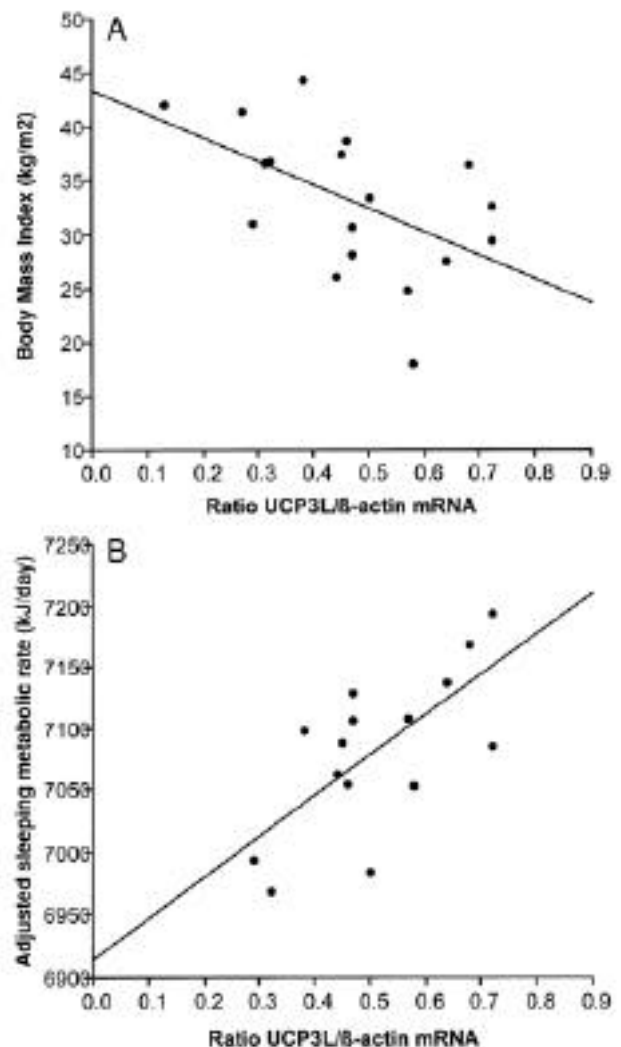 A
50
45
40
35
30
25
20
15
10
Body Mass Index (kg/m2)
0.0 0.1 0.2 0.3 0.4 0.5 0.6 0.7 0.8 0.9
Ratio UCP3L/ß-actin mRNA
B
7250
7200
7150
7100
7050
7000
6950
6900
Adjusted sleeping metabolic rate (kJ/day)
0.0 0.1 0.2 0.3 0.4 0.5 0.6 0.7 0.8 0.9
Ratio UCP3L/ß-actin mRNA